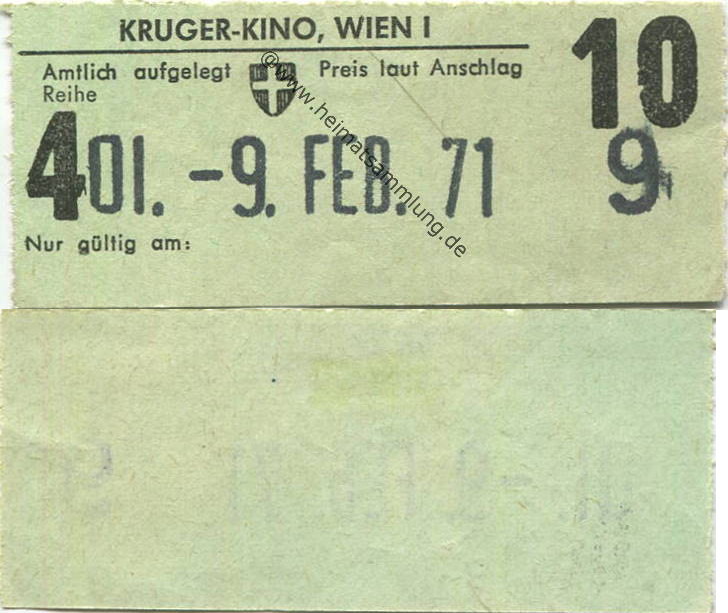 KRUGER-KINO, WIEN I
10
Amtlich aufgelegt Preis laut Anschlag
Reihe
4 DI. -9. FEB. 71 9
Nur gültig am:
@www.heimatsammlung.de